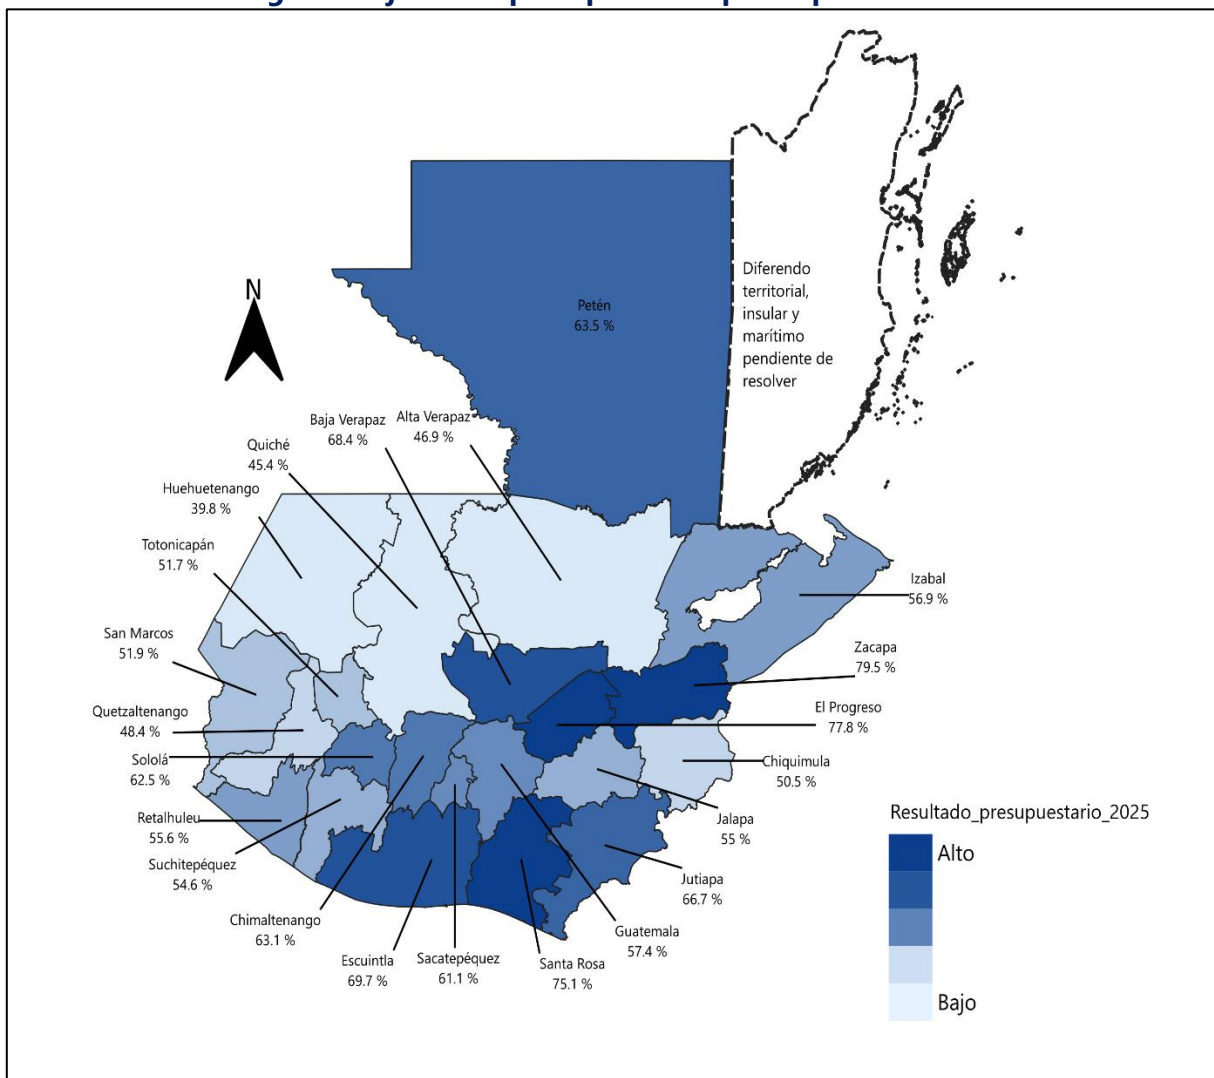 N
Diferendo
territorial,
insular y
marítimo
pendiente de
resolver
Petén
63.5 %
Baja Verapaz
68.4 %
Alta Verapaz
46.9 %
Quiché
45.4 %
Huehuetenango
39.8 %
Totonicapán
51.7 %
San Marcos
51.9 %
Quetzaltenango
48.4 %
Sololá
62.5 %
Retalhuleu
55.6 %
Suchitepéquez
54.6 %
Chimaltenango
63.1 %
Escuintla
69.7 %
Sacatepéquez
61.1 %
Santa Rosa
75.1 %
Guatemala
57.4 %
Jutiapa
66.7 %
Jalapa
55 %
Chiquimula
50.5 %
El Progreso
77.8 %
Zacapa
79.5 %
Izabal
56.9 %
Resultado_presupuestario_2025
Alto
Bajo